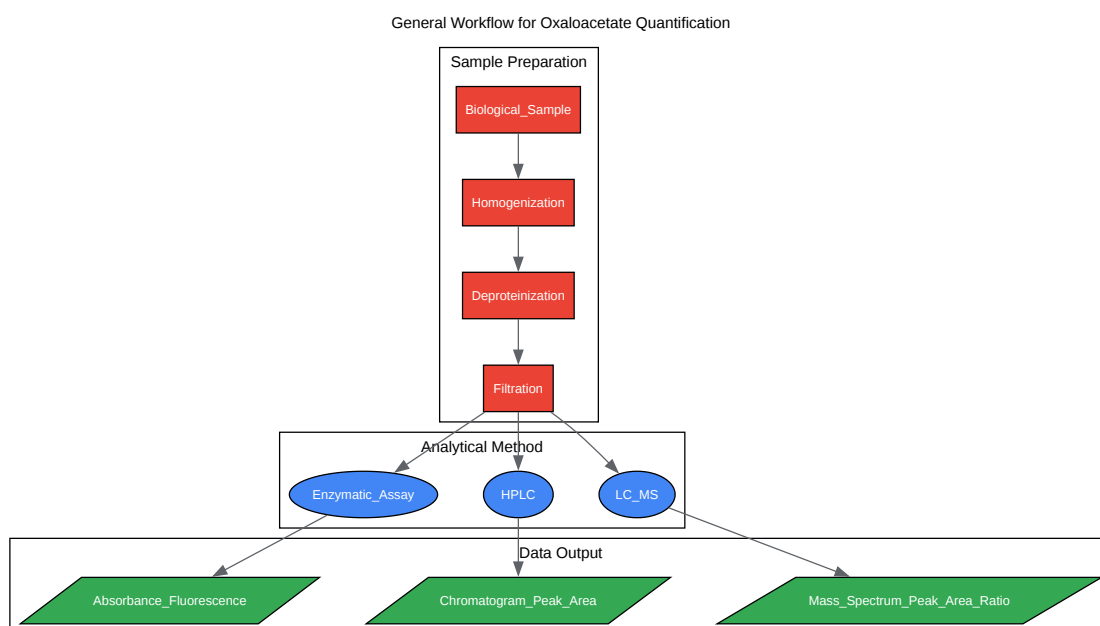 General Workflow for Oxaloacetate Quantification
Sample Preparation
Biological_Sample
Homogenization
Deproteinization
Filtration
Analytical Method
Enzymatic_Assay
HPLC
LC_MS
Data Output
Absorbance_Fluorescence
Chromatogram_Peak_Area
Mass_Spectrum_Peak_Area_Ratio